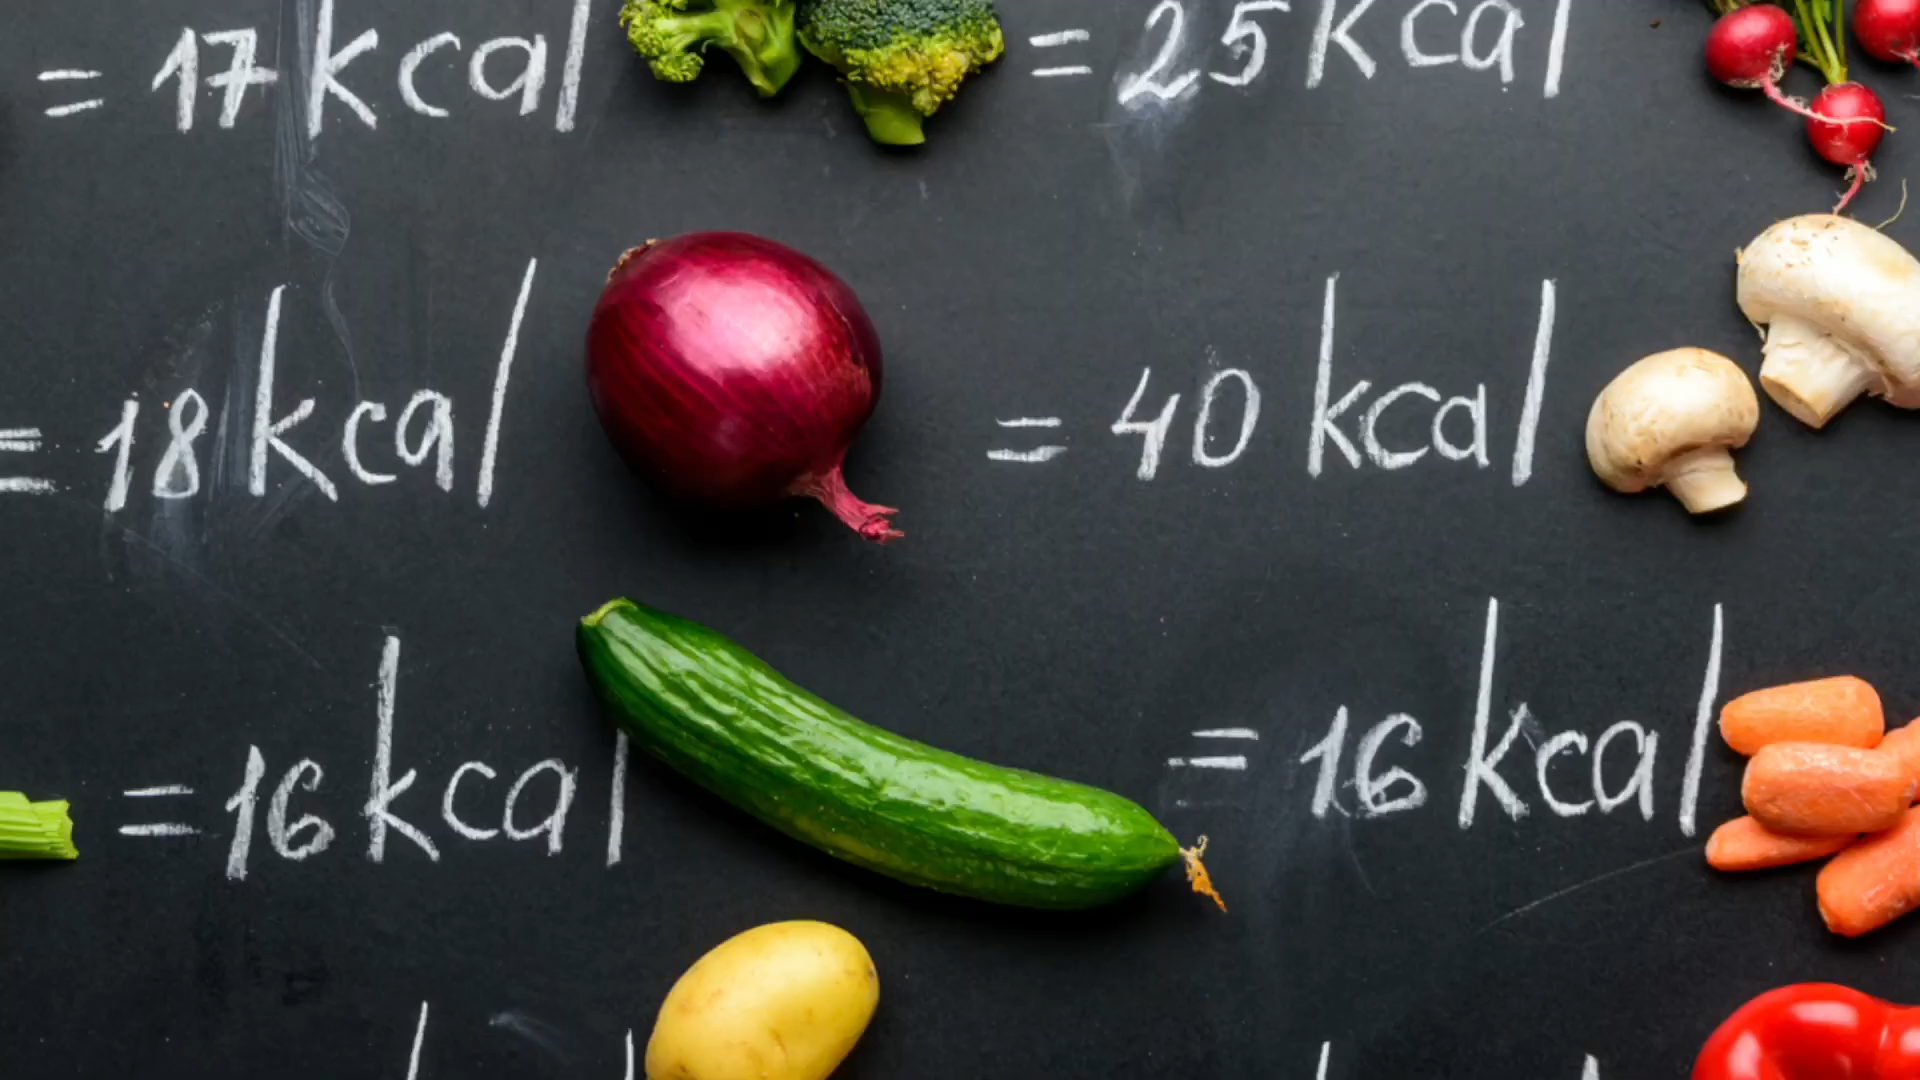 = 17 kcal = 25 kcal
= 18 kcal = 40 kcal
= 16 kcal = 16 kcal